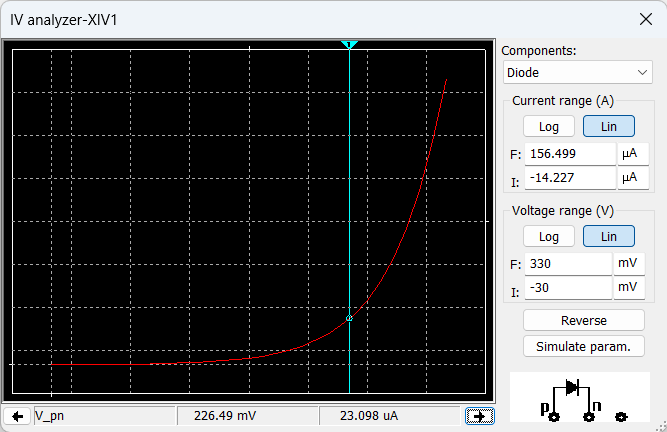 IV analyzer-XIV1
Components:
Diode
Current range (A)
Log Lin
F: 156.499 µA
I: -14.227 µA
Voltage range (V)
Log Lin
F: 330 mV
I: -30 mV
Reverse
Simulate param.
p n
V_pn 226.49 mV 23.098 uA